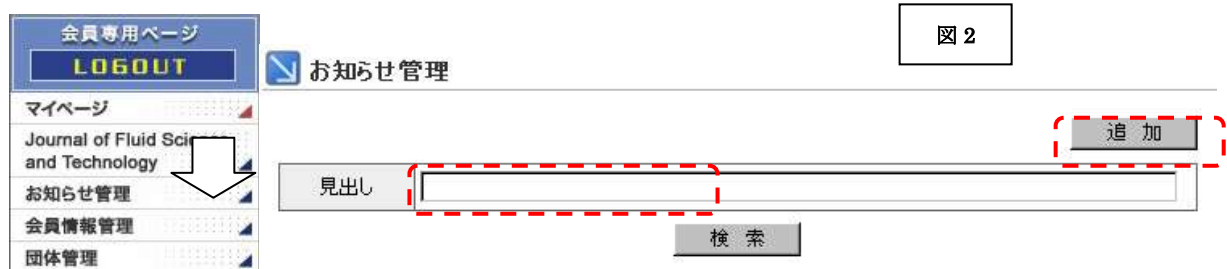 会員専用ページ
LOGOUT
マイページ
Journal of Fluid Science
and Technology
お知らせ管理
会員情報管理
団体管理
図 2
お知らせ管理
追 加
見出し
検 索